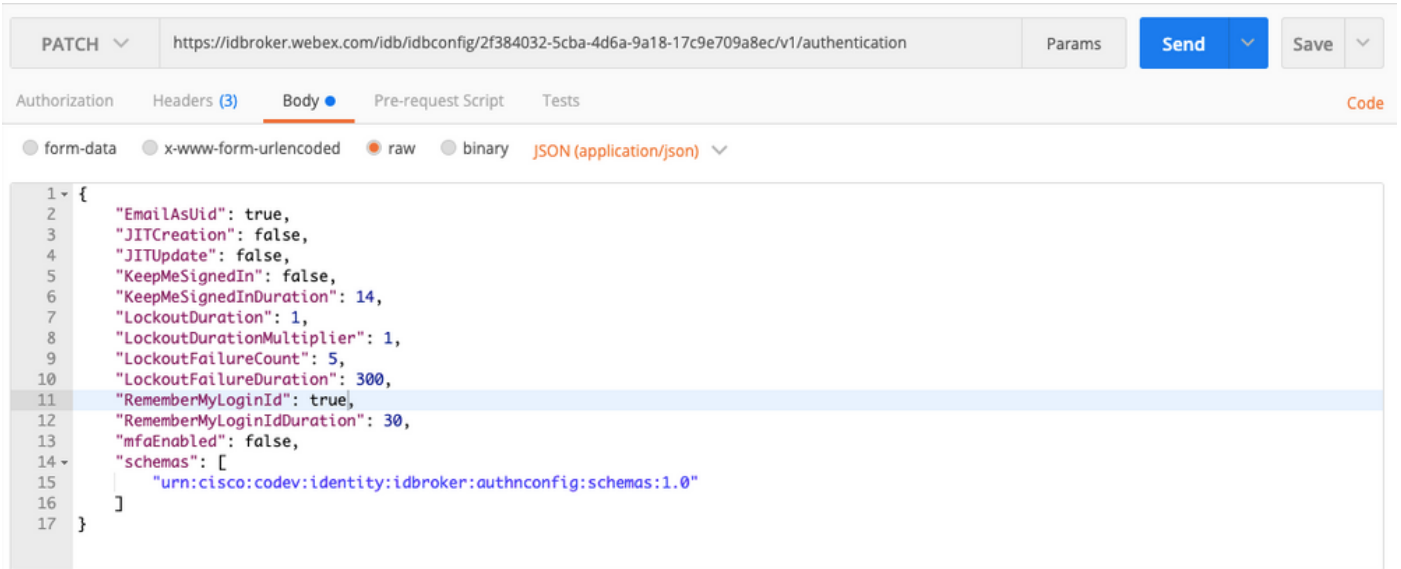 PATCH https://idbroker.webex.com/idb/idbconfig/2f384032-5cba-4d6a-9a18-17c9e709a8ec/v1/authentication Params Send Save
Authorization Headers (3) Body Pre-request Script Tests Code
form-data x-www-form-urlencoded raw binary JSON (application/json)
1 {
2 "EmailAsUid": true,
3 "JITCreation": false,
4 "JITUpdate": false,
5 "KeepMeSignedIn": false,
6 "KeepMeSignedInDuration": 14,
7 "LockoutDuration": 1,
8 "LockoutDurationMultiplier": 1,
9 "LockoutFailureCount": 5,
10 "LockoutFailureDuration": 300,
11 "RememberMyLoginId": true,
12 "RememberMyLoginIdDuration": 30,
13 "mfaEnabled": false,
14 "schemas": [
15 "urn:cisco:codev:identity:idbroker:authnconfig:schemas:1.0"
16 ]
17 }